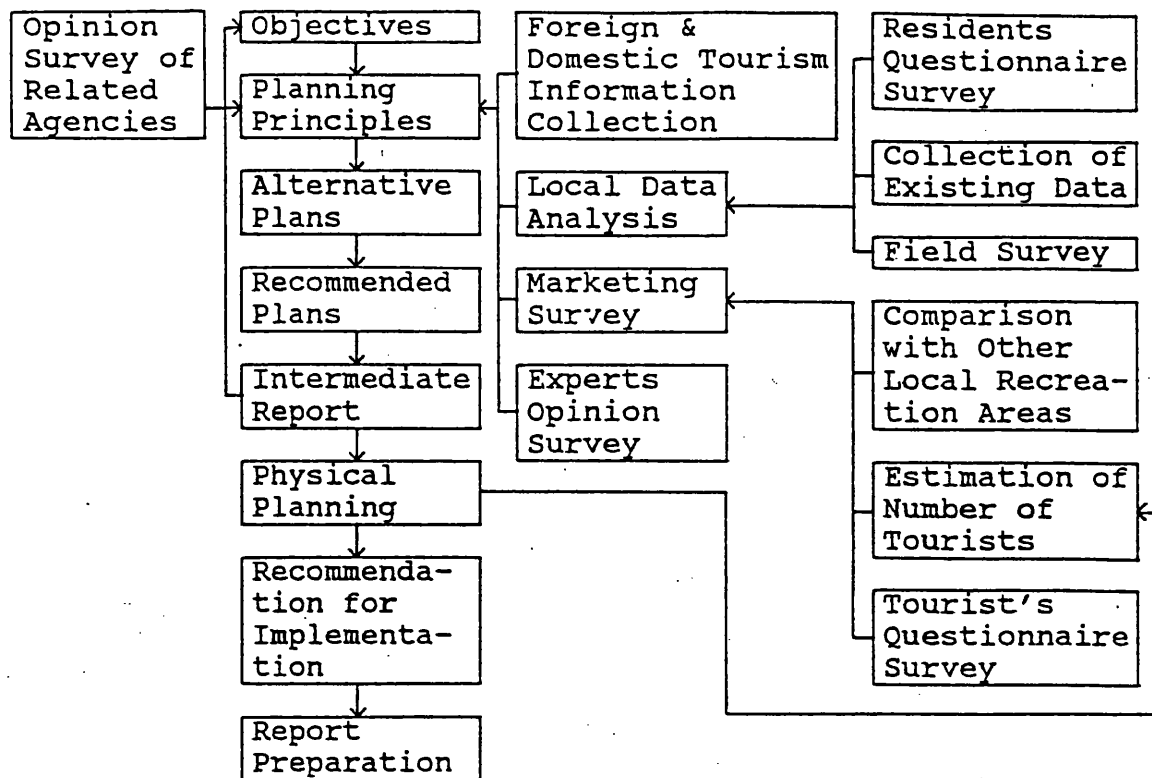 Opinion
Survey of
Related
Agencies
Objectives
Planning
Principles
Alternative
Plans
Recommended
Plans
Intermediate
Report
Physical
Planning
Recommenda-
tion for
Implementa-
tion
Report
Preparation
Foreign &
Domestic Tourism
Information
Collection
Local Data
Analysis
Marketing
Survey
Experts
Opinion
Survey
Residents
Questionnaire
Survey
Collection of
Existing Data
Field Survey
Comparison
with Other
Local Recrea-
tion Areas
Estimation of
Number of
Tourists
Tourist's
Questionnaire
Survey